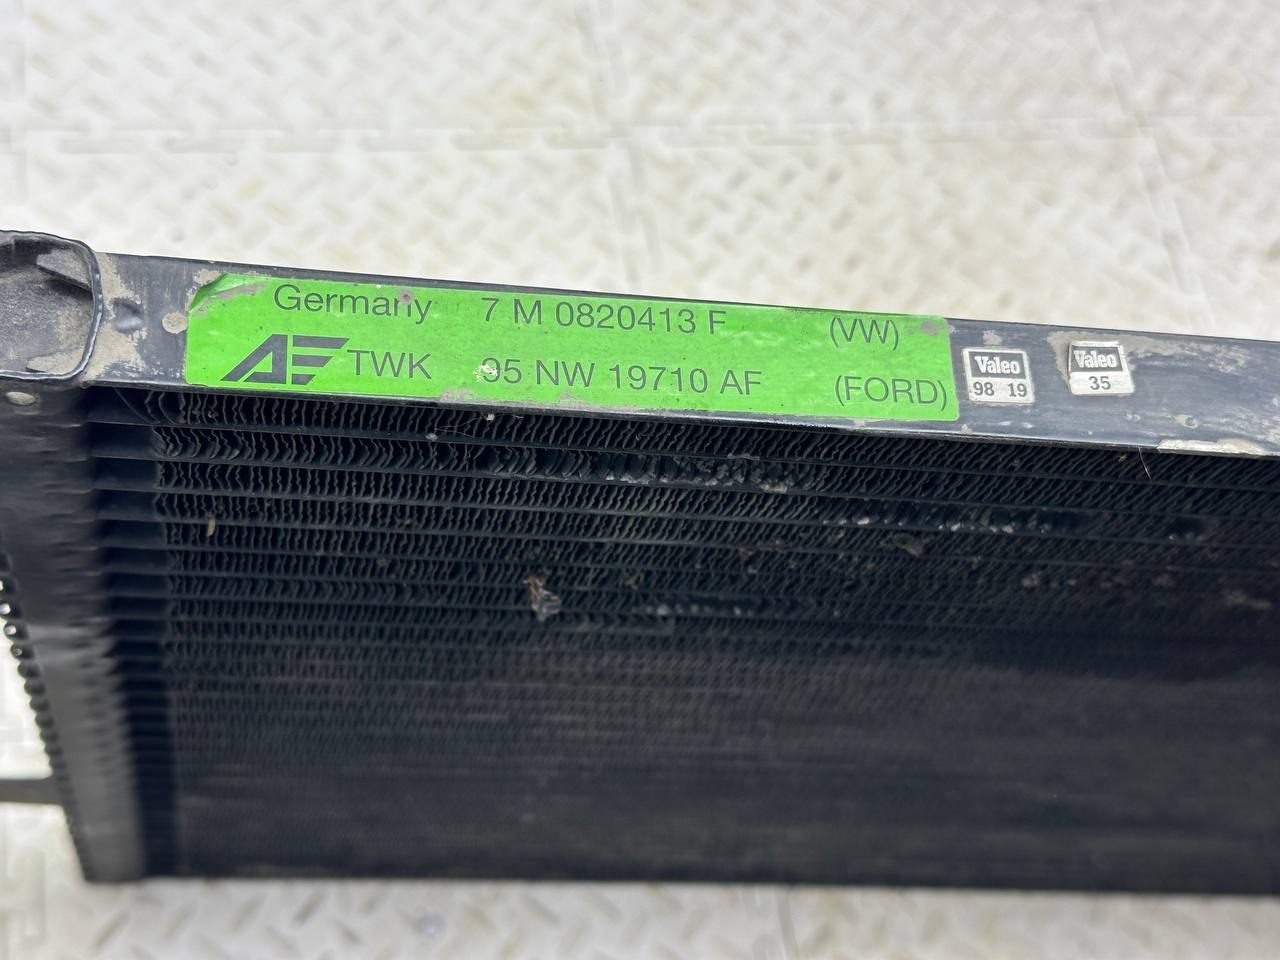 Germany 7 M 0820413 F (VW)
AE TWK 95 NW 19710 AF (FORD)
Valeo
98 19
Valeo
35